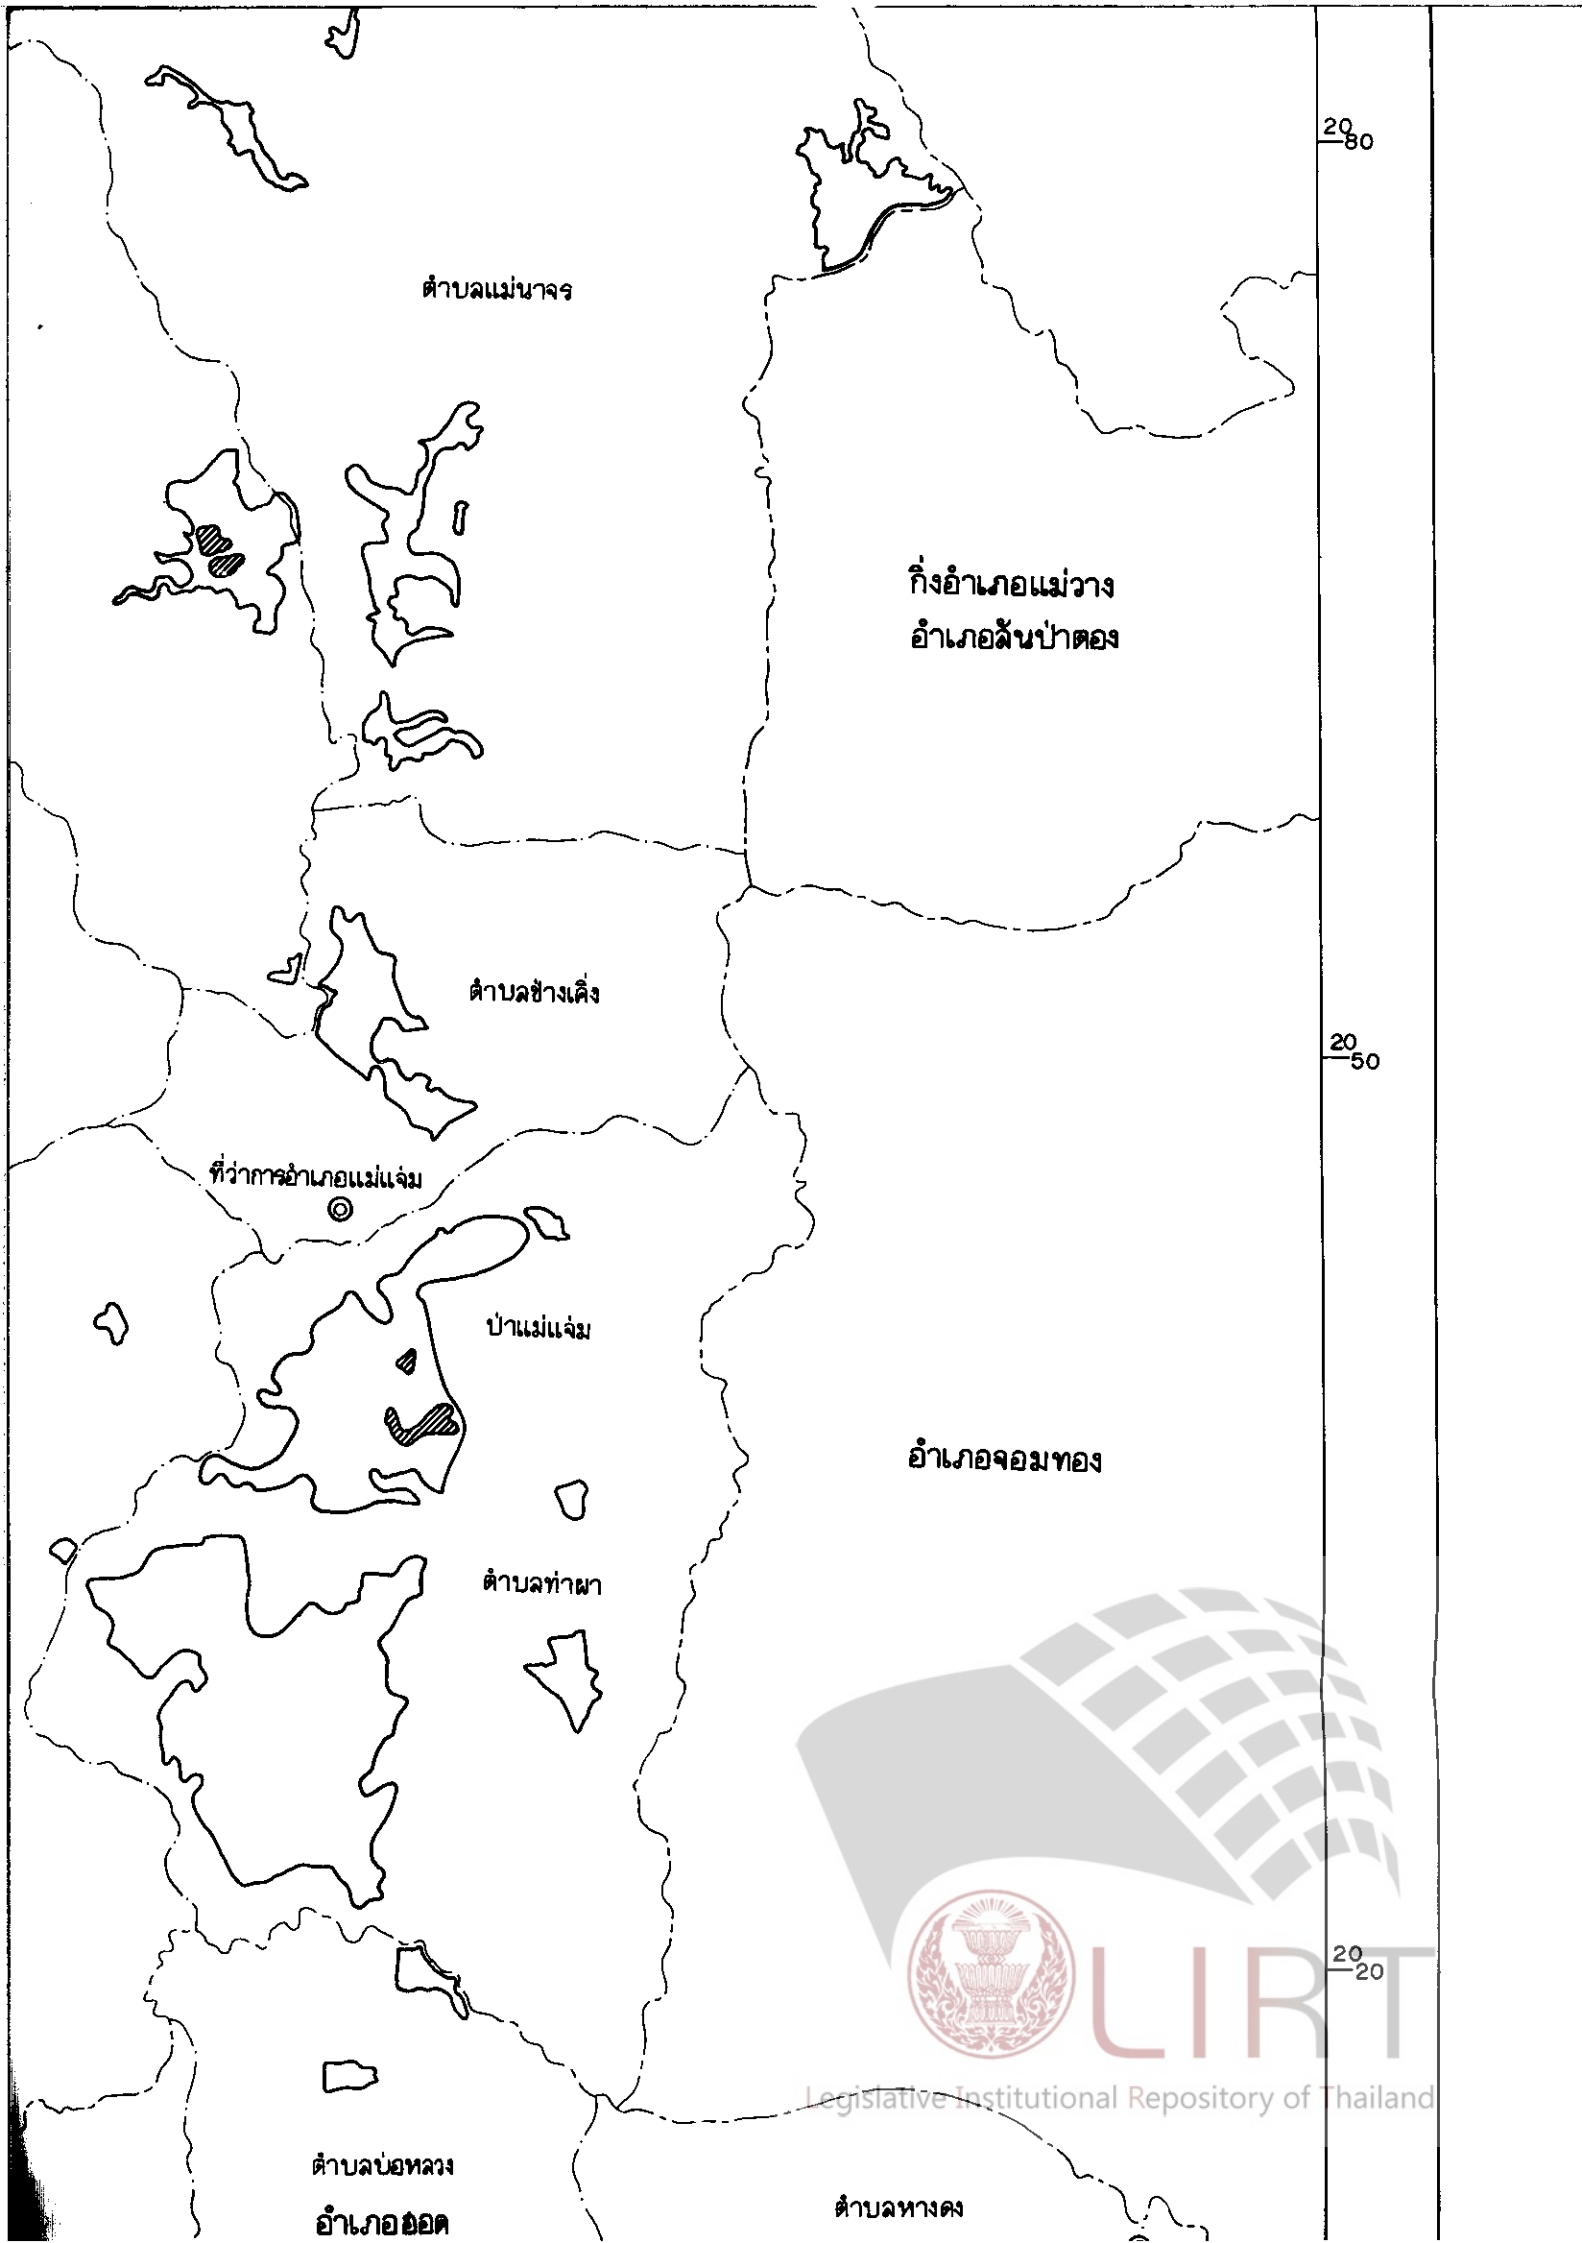 20
80
ตำบลแม่นาจร
กิ่งอำเภอแม่วาง
อำเภอสันป่าตอง
ตำบลช่างเคิ่ง
20
50
ที่ว่าการอำเภอแม่แจ่ม
ป่าแม่แจ่ม
อำเภอจอมทอง
ตำบลท่าผา
20
20
LIRT
Legislative Institutional Repository of Thailand
ตำบลบ่อหลวง
อำเภอฮอด
ตำบลหางดง